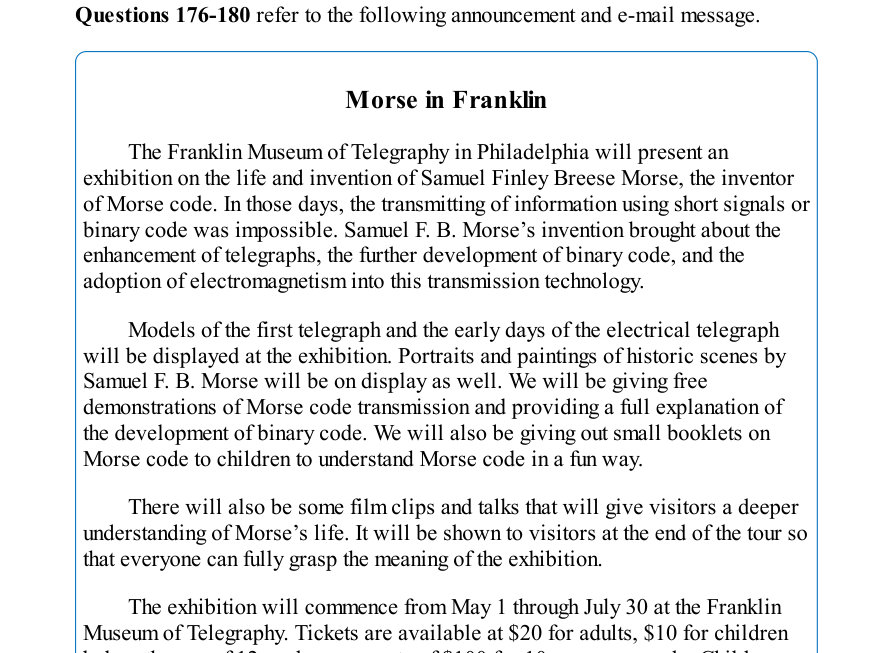 Questions 176-180 refer to the following announcement and e-mail message.
Morse in Franklin
The Franklin Museum of Telegraphy in Philadelphia will present an
exhibition on the life and invention of Samuel Finley Breese Morse, the inventor
of Morse code. In those days, the transmitting of information using short signals or
binary code was impossible. Samuel F. B. Morse's invention brought about the
enhancement of telegraphs, the further development of binary code, and the
adoption of electromagnetism into this transmission technology.
Models of the first telegraph and the early days of the electrical telegraph
will be displayed at the exhibition. Portraits and paintings of historic scenes by
Samuel F. B. Morse will be on display as well. We will be giving free
demonstrations of Morse code transmission and providing a full explanation of
the development of binary code. We will also be giving out small booklets on
Morse code to children to understand Morse code in a fun way.
There will also be some film clips and talks that will give visitors a deeper
understanding of Morse's life. It will be shown to visitors at the end of the tour so
that everyone can fully grasp the meaning of the exhibition.
The exhibition will commence from May 1 through July 30 at the Franklin
Museum of Telegraphy. Tickets are available at $20 for adults, $10 for children